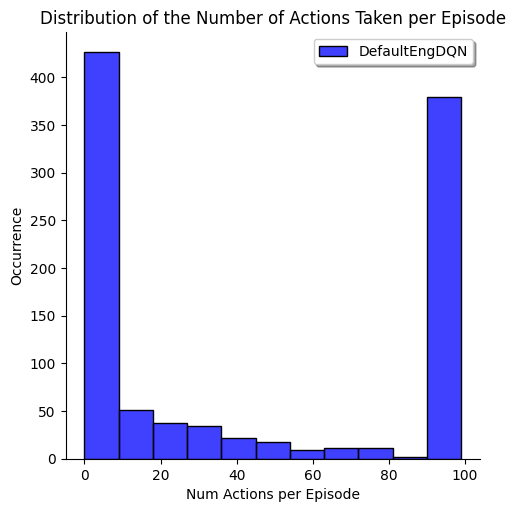 Distribution of the Number of Actions Taken per Episode
DefaultEngDQN
400
350
300
250
200
150
100
50
0
Occurrence
0 20 40 60 80 100
Num Actions per Episode